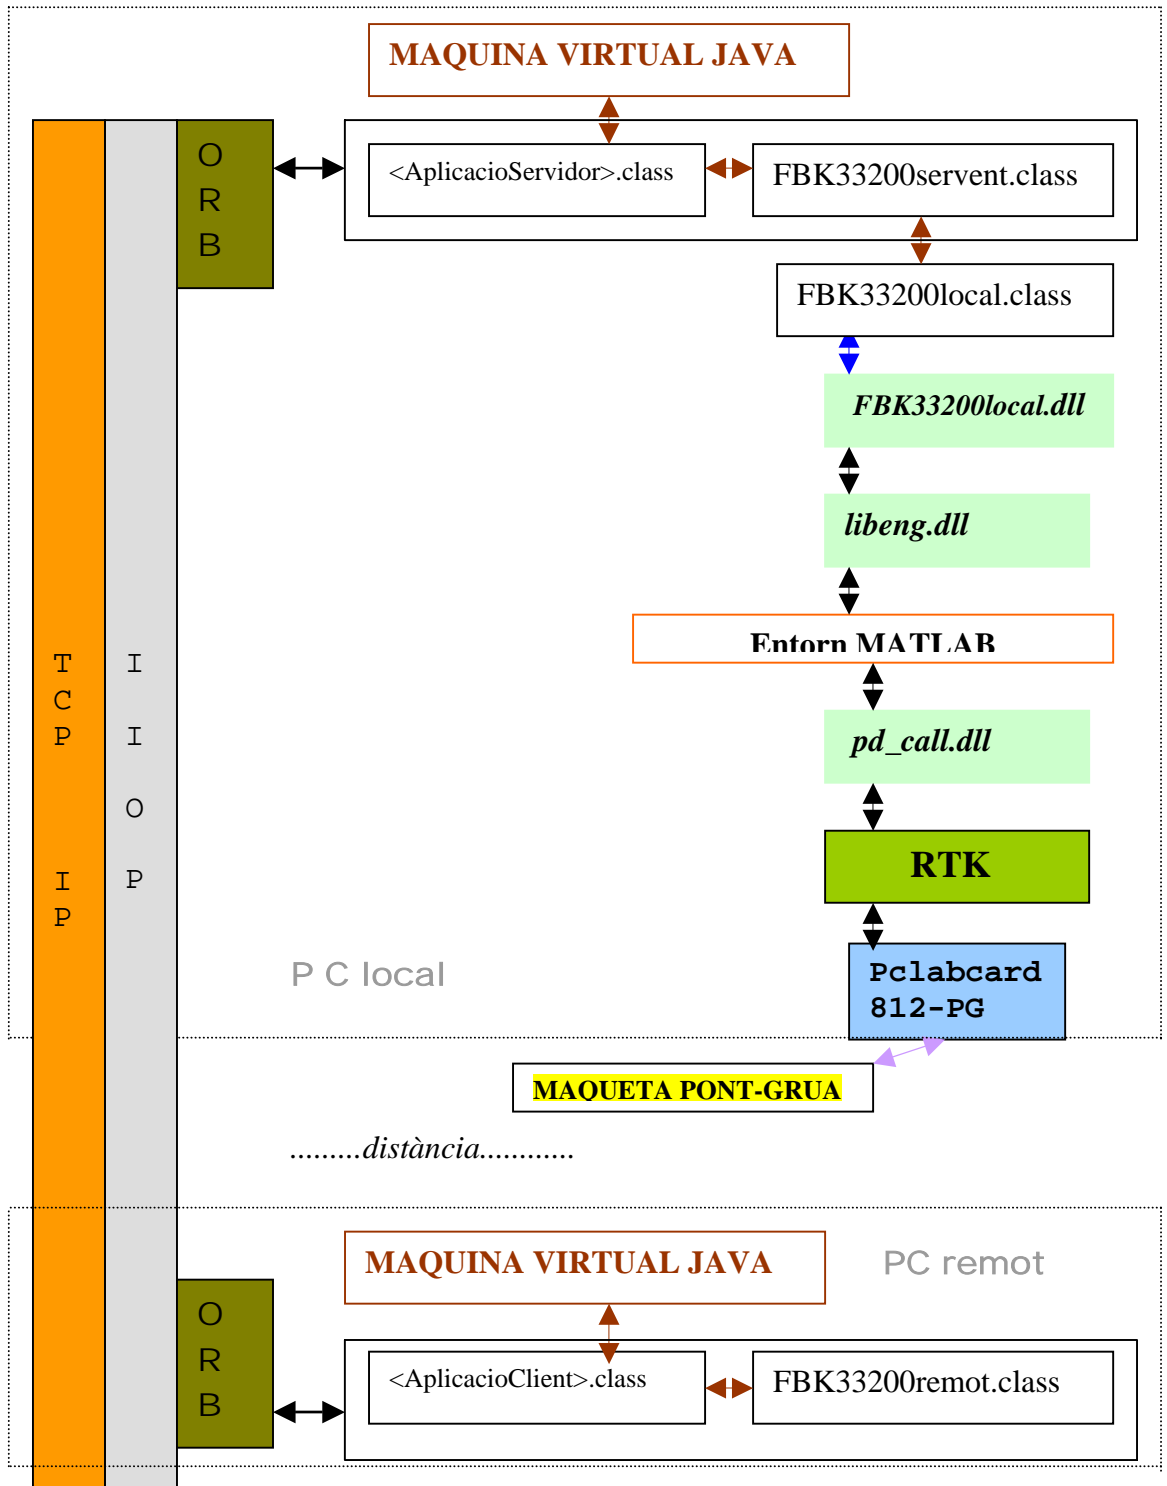 MAQUINA VIRTUAL JAVA
O
R
B
<AplicacioServidor>.class
FBK33200servent.class
FBK33200local.class
FBK33200local.dll
libeng.dll
Entorn MATLAB
T
C
P
I
P
I
I
O
P
pd_call.dll
RTK
P C local
Pclabcard
812-PG
MAQUETA PONT-GRUA
.........distància............
MAQUINA VIRTUAL JAVA
PC remot
O
R
B
<AplicacioClient>.class
FBK33200remot.class